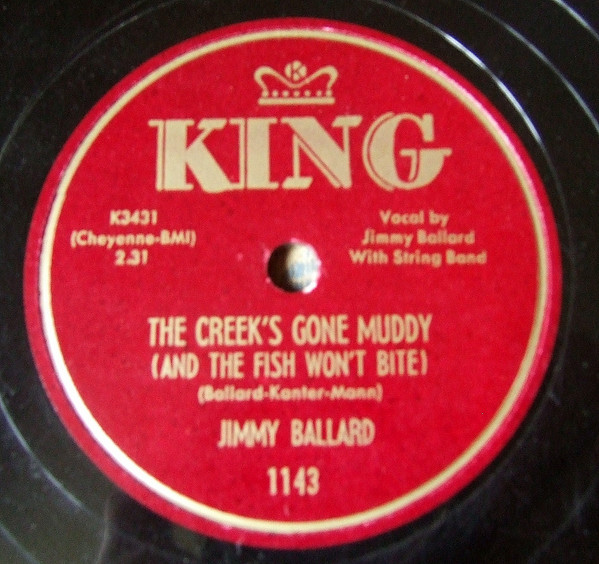 K
KING
K3431
(Cheyenne-BMI)
2.31
Vocal by
Jimmy Ballard
With String Band
THE CREEK'S GONE MUDDY
(AND THE FISH WON'T BITE)
(Ballard-Kanter-Mann)
JIMMY BALLARD
1143